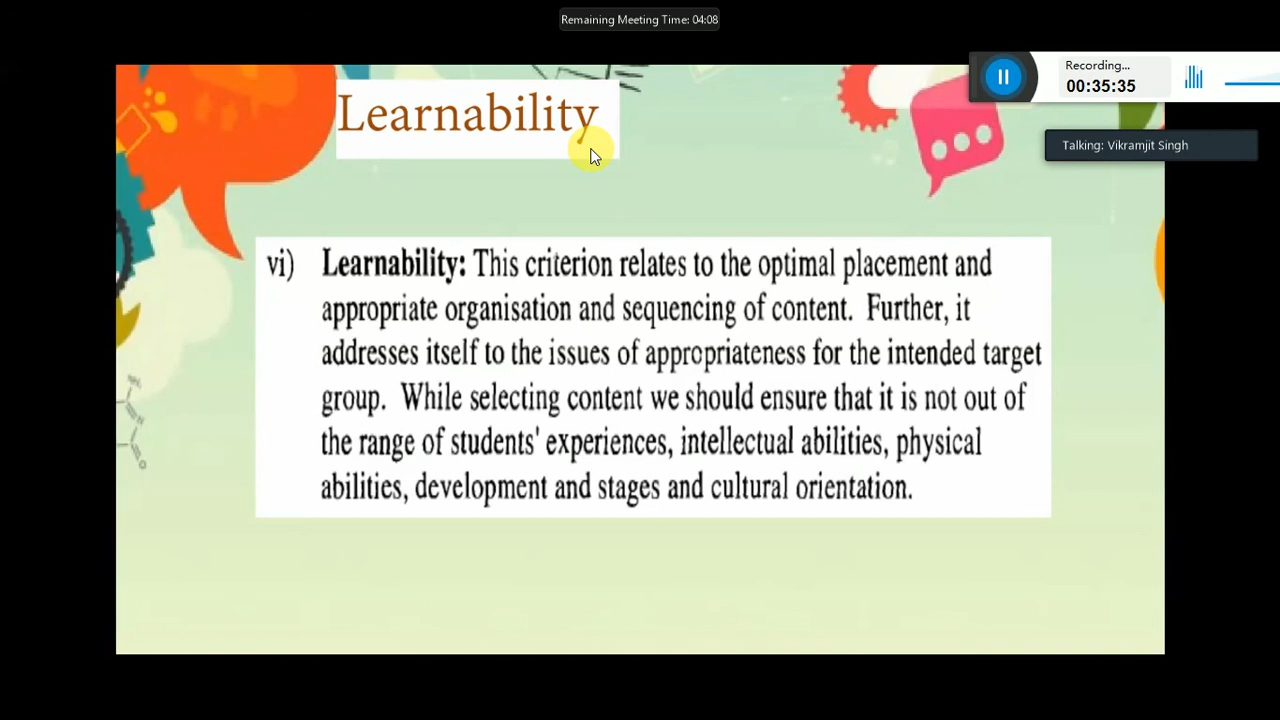 Remaining Meeting Time: 04:08
Recording...
00:35:35
Learnability
Talking: Vikramjit Singh
vi) Learnability: This criterion relates to the optimal placement and
appropriate organisation and sequencing of content. Further, it
addresses itself to the issues of appropriateness for the intended target
group. While selecting content we should ensure that it is not out of
the range of students' experiences, intellectual abilities, physical
abilities, development and stages and cultural orientation.